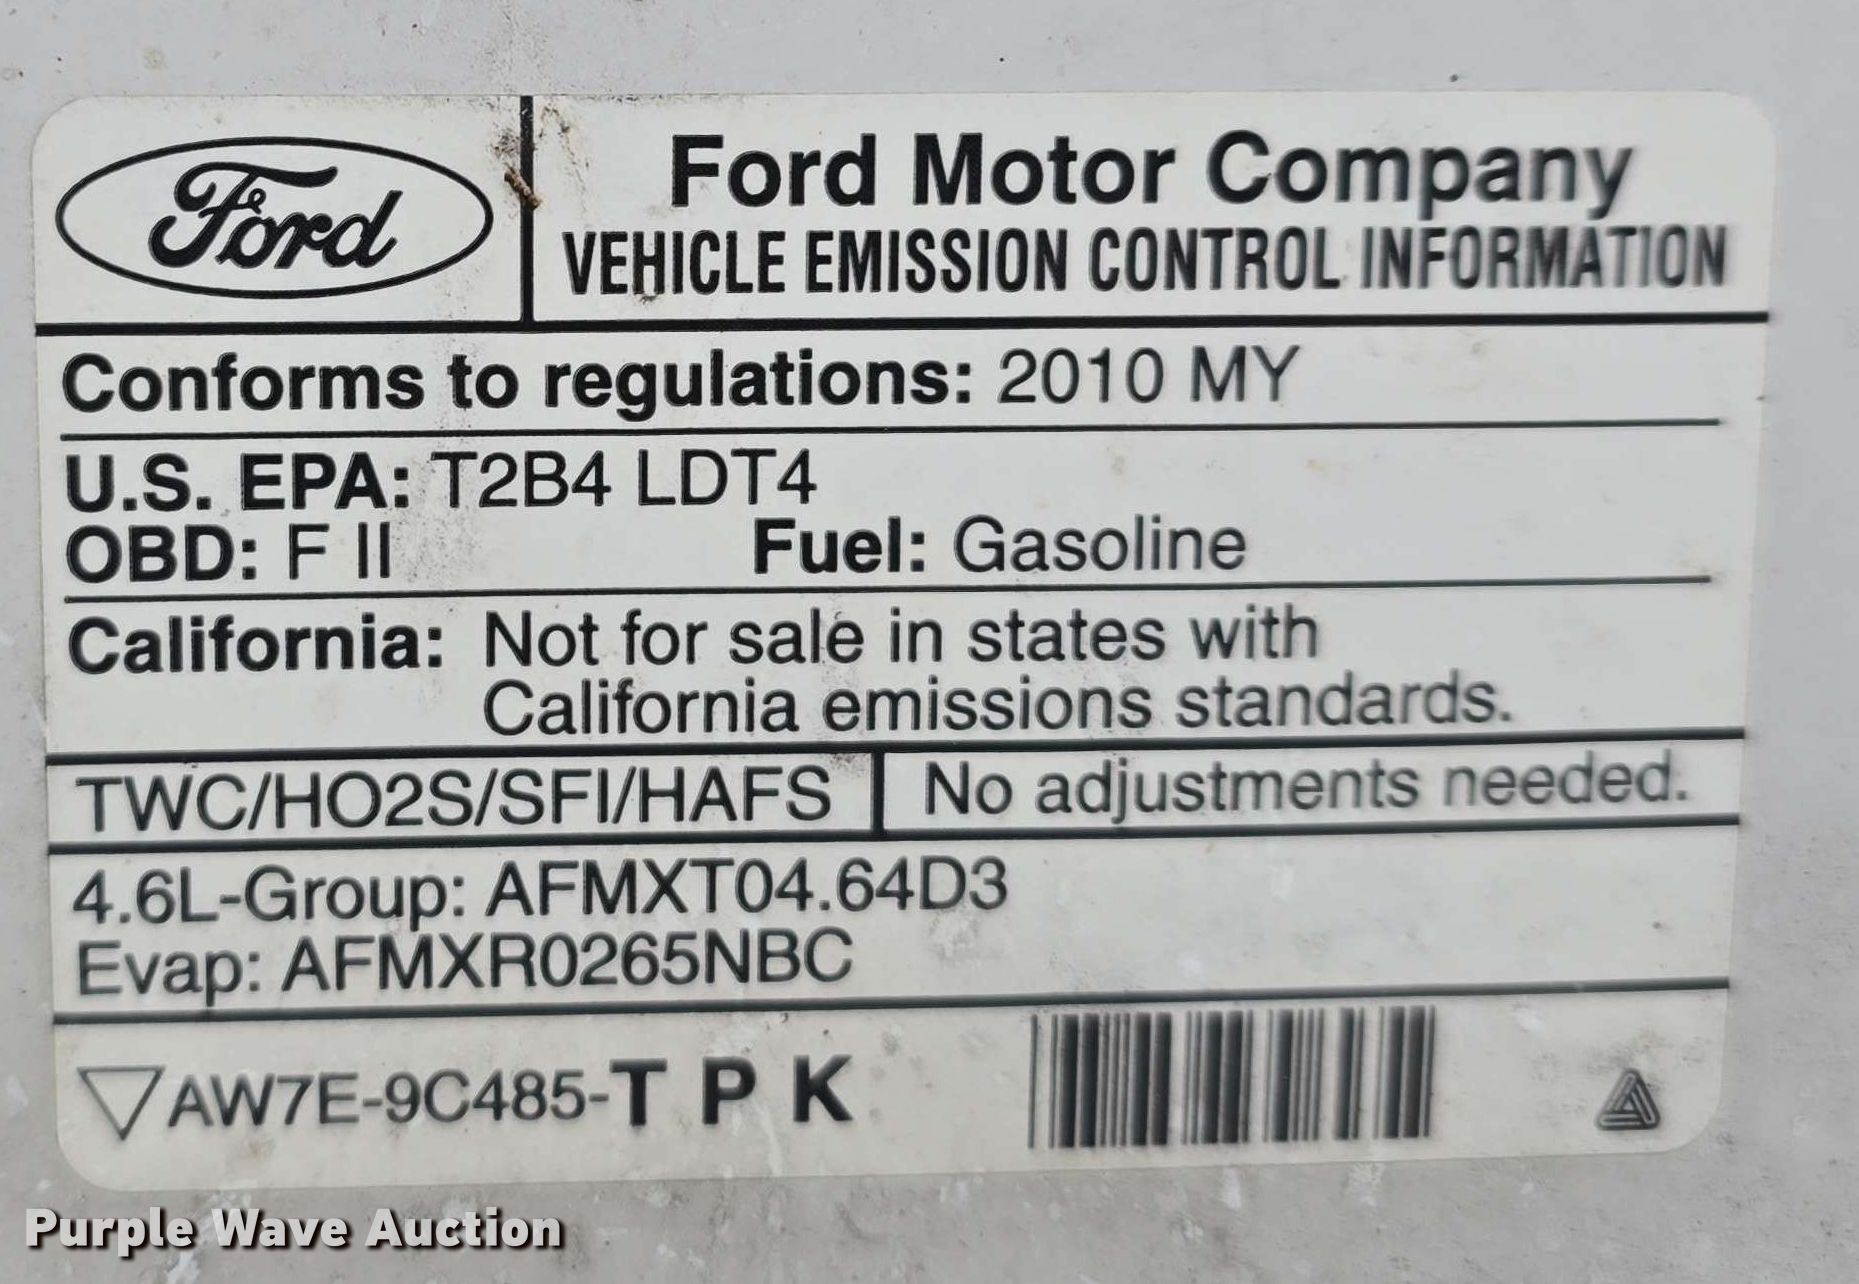 Ford
Ford Motor Company
VEHICLE EMISSION CONTROL INFORMATION
Conforms to regulations: 2010 MY
U.S. EPA: T2B4 LDT4
OBD: F II Fuel: Gasoline
California: Not for sale in states with
California emissions standards.
TWC/HO2S/SFI/HAFS No adjustments needed.
4.6L-Group: AFMXT04.64D3
Evap: AFMXR0265NBC
AW7E-9C485-T P K
Purple Wave Auction